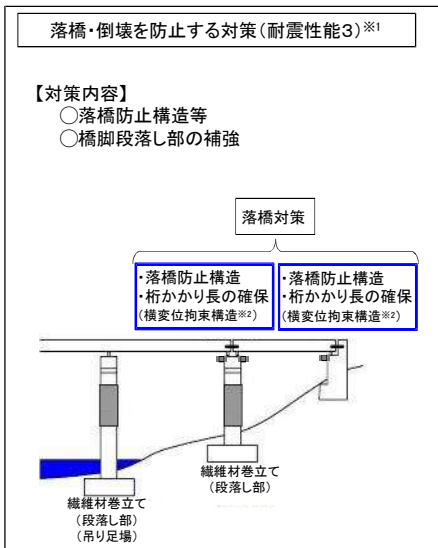 落橋・倒壊を防止する対策(耐震性能3)※1
【対策内容】
○落橋防止構造等
○橋脚段落し部の補強
落橋対策
・落橋防止構造
・桁かかり長の確保
(横変位拘束構造※2)
・落橋防止構造
・桁かかり長の確保
(横変位拘束構造※2)
繊維材巻立て
(段落し部)
繊維材巻立て
(段落し部)
(吊り足場)